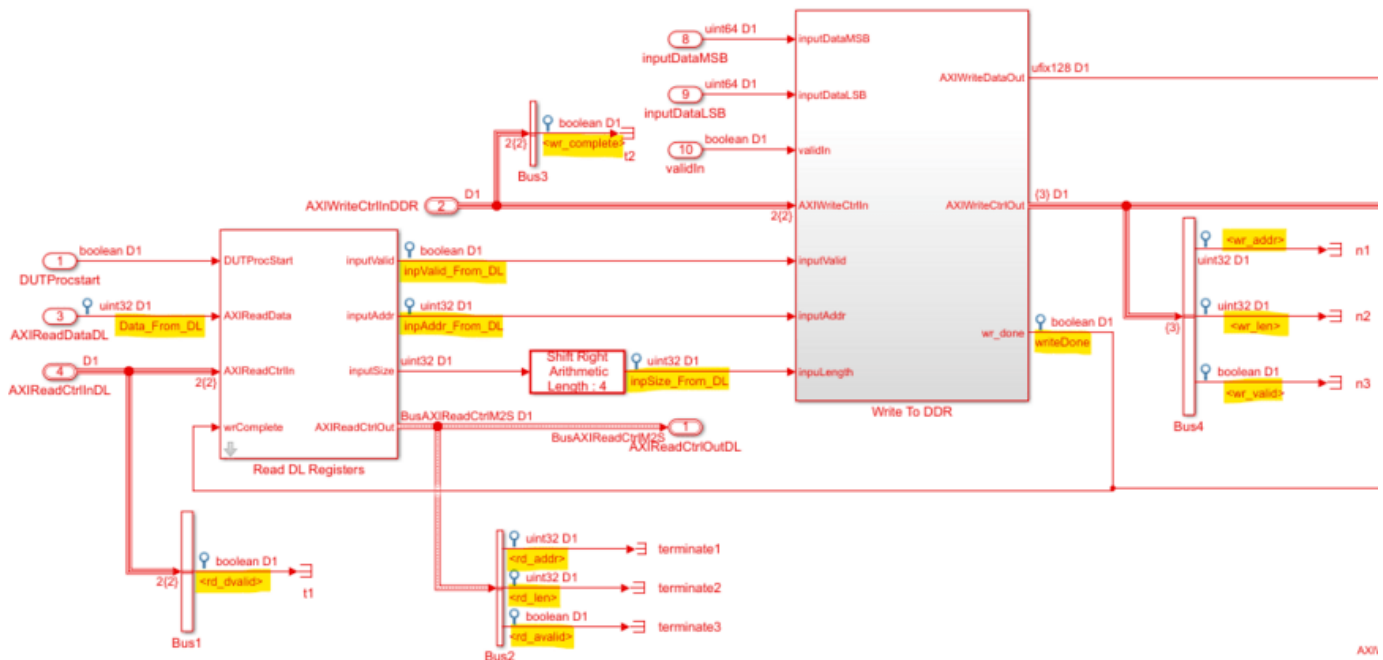 uint64 D1
8
inputDataMSB
inputDataMSB
uint64 D1
9
inputDataLSB
inputDataLSB
boolean D1
10
validIn
validIn
AXIWriteDataOut
ufix128 D1
boolean D1
2{2}
<wr_complete>
t2
Bus3
AXIWriteCtrlInDDR
2
D1
2{2}
AXIWriteCtrlIn
AXIWriteCtrlOut
{3} D1
boolean D1
1
DUTProcstart
DUTProcStart
inputValid
boolean D1
inpValid_From_DL
inputValid
3
AXIReadDataDL
uint32 D1
Data_From_DL
AXIReadData
inputAddr
uint32 D1
inpAddr_From_DL
inputAddr
4
AXIReadCtrlInDL
D1
2{2}
AXIReadCtrlIn
inputSize
uint32 D1
Shift Right
Arithmetic
Length : 4
uint32 D1
inpSize_From_DL
inpuLength
wr_done
boolean D1
writeDone
Write To DDR
wrComplete
AXIReadCtrlOut
BusAXIReadCtrlM2S D1
BusAXIReadCtrlM2S
1
AXIReadCtrlOutDL
Read DL Registers
<wr_addr>
uint32 D1
n1
{3}
uint32 D1
<wr_len>
n2
boolean D1
<wr_valid>
n3
Bus4
2{2}
boolean D1
<rd_dvalid>
t1
Bus1
uint32 D1
<rd_addr>
terminate1
uint32 D1
<rd_len>
terminate2
boolean D1
<rd_avalid>
terminate3
Bus2